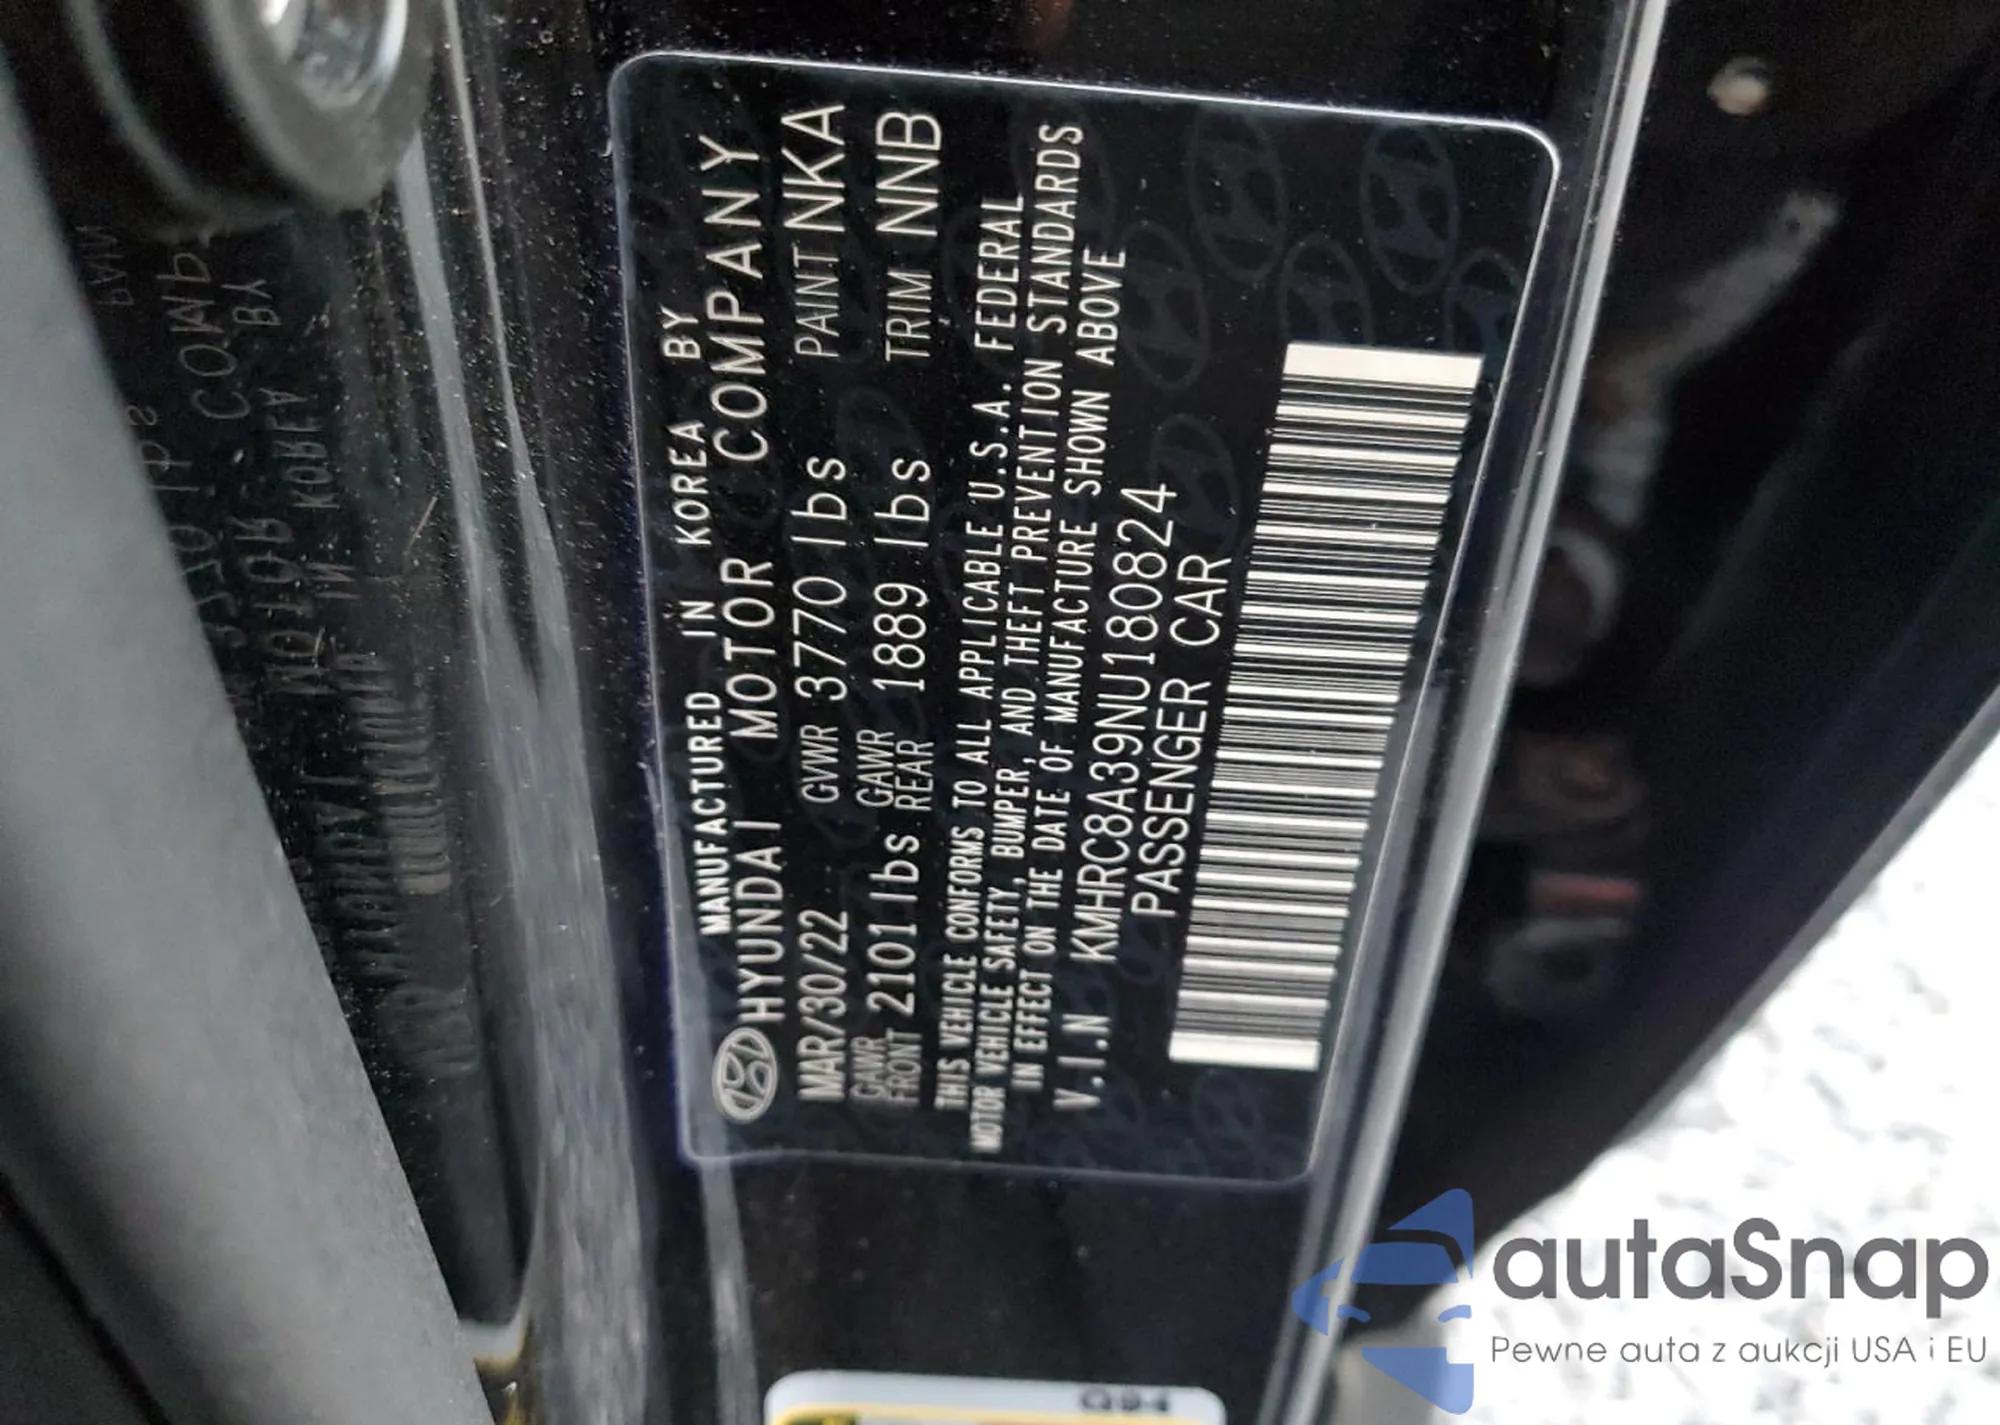 MANUFACTURED IN KOREA BY
HYUNDAI MOTOR COMPANY
MAR/30/22 GVWR 3770 lbs PAINT NKA
GAWR FRONT 2101 lbs GAWR REAR 1889 lbs TRIM NNB
THIS VEHICLE CONFORMS TO ALL APPLICABLE U.S.A. FEDERAL
MOTOR VEHICLE SAFETY, BUMPER, AND THEFT PREVENTION STANDARDS
IN EFFECT ON THE DATE OF MANUFACTURE SHOWN ABOVE
V.I.N KMHRC8A39NU180824
PASSENGER CAR
autaSnap
Pewne auta z aukcji USA i EU